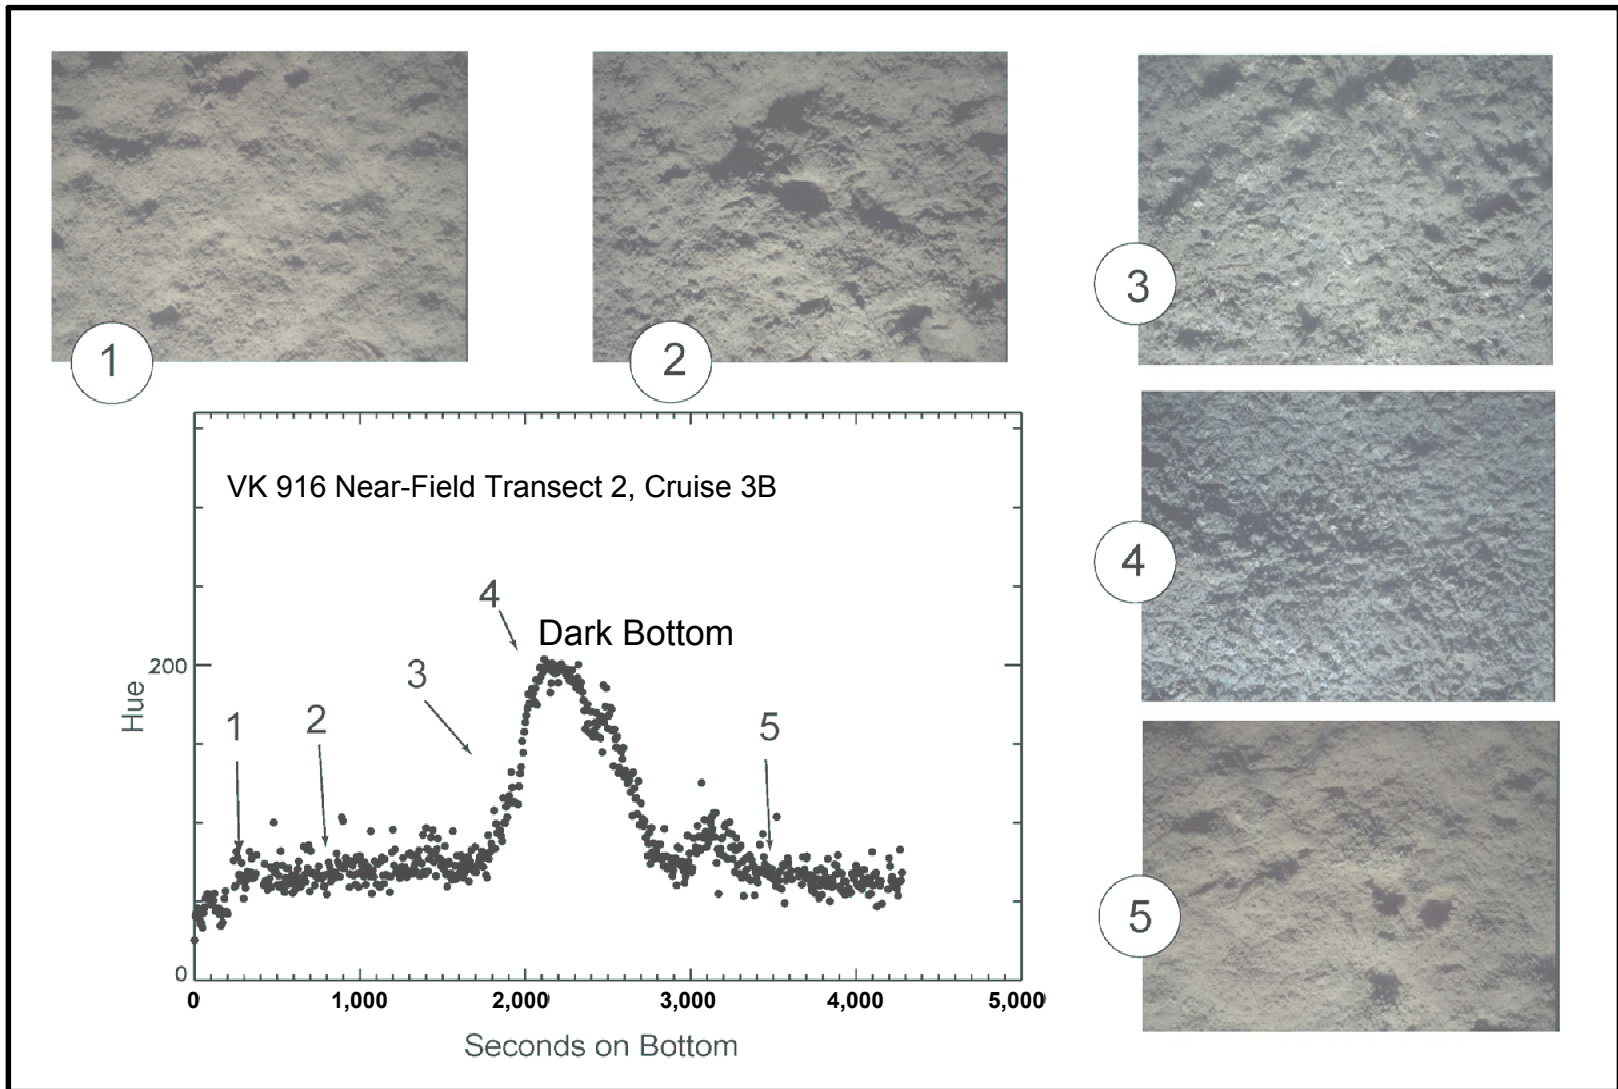 1
2
3
4
5
VK 916 Near-Field Transect 2, Cruise 3B
4
Dark Bottom
3
1
2
5
200
Hue
0
0 1,000 2,000 3,000 4,000 5,000
Seconds on Bottom